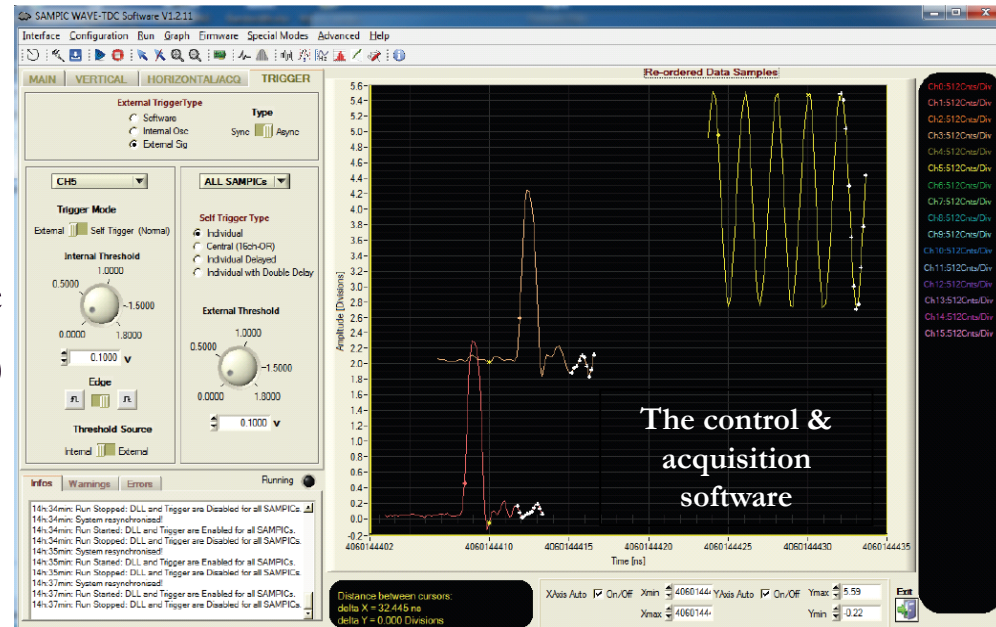 SAMPIC WAVE-TDC Software V1.2.11
Interface Configuration Run Graph Firmware Special Modes Advanced Help
MAIN VERTICAL HORIZONTAL/ACQ TRIGGER
External TriggerType
Software
Internal Osc
External Sig
Type
Sync Async
CH5
Trigger Mode
External Self Trigger (Normal)
Internal Threshold
1.0000
0.5000
1.5000
0.0000 1.8000
0.1000 v
Edge
Threshold Source
Internal External
ALL SAMPICs
Self Trigger Type
Individual
Central (16ch-OR)
Individual Delayed
Individual with Double Delay
External Threshold
1.0000
0.5000
1.5000
0.0000 1.8000
0.1000 v
Infos Warnings Errors Running
14h:34min: Run Stopped: DLL and Trigger are Disabled for all SAMPICs.
14h:34min: System resynchronised!
14h:34min: Run Started: DLL and Trigger are Enabled for all SAMPICs.
14h:34min: Run Stopped: DLL and Trigger are Disabled for all SAMPICs.
14h:35min: System resynchronised!
14h:35min: Run Started: DLL and Trigger are Enabled for all SAMPICs.
14h:35min: Run Stopped: DLL and Trigger are Disabled for all SAMPICs.
14h:37min: System resynchronised!
14h:37min: Run Started: DLL and Trigger are Enabled for all SAMPICs.
14h:37min: Run Stopped: DLL and Trigger are Disabled for all SAMPICs.
Re-ordered Data Samples
Amplitude [Divisions]
5.6
5.4
5.2
5.0
4.8
4.6
4.4
4.2
4.0
3.8
3.6
3.4
3.2
3.0
2.8
2.6
2.4
2.2
2.0
1.8
1.6
1.4
1.2
1.0
0.8
0.6
0.4
0.2
0.0
-0.2
The control &
acquisition
software
4060144402 4060144410 4060144415 4060144420 4060144425 4060144430 4060144435
Time [ns]
Ch0:512Cnts/Div
Ch1:512Cnts/Div
Ch2:512Cnts/Div
Ch3:512Cnts/Div
Ch4:512Cnts/Div
Ch5:512Cnts/Div
Ch6:512Cnts/Div
Ch7:512Cnts/Div
Ch8:512Cnts/Div
Ch9:512Cnts/Div
Ch10:512Cnts/Div
Ch11:512Cnts/Div
Ch12:512Cnts/Div
Ch13:512Cnts/Div
Ch14:512Cnts/Div
Ch15:512Cnts/Div
Distance between cursors:
delta X = 32.445 ns
delta Y = 0.000 Divisions
XAxis Auto On/Off Xmin 4060144 YAxis Auto On/Off Ymax 5.59
Xmax 4060144 Ymin -0.22
Exit